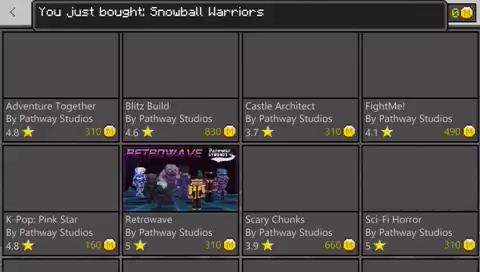 You just bought: Snowball Warriors
0
Adventure Together
By Pathway Studios
4.8
310
Blitz Build
By Pathway Studios
4.6
830
Castle Architect
By Pathway Studios
3.7
310
FightMe!
By Pathway Studios
4.1
490
RETROWAVE
PATHWAY
STUDIOS
K-Pop: Pink Star
By Pathway Studios
4.8
160
Retrowave
By Pathway Studios
5
310
Scary Chunks
By Pathway Studios
3.9
660
Sci-Fi Horror
By Pathway Studios
5
310